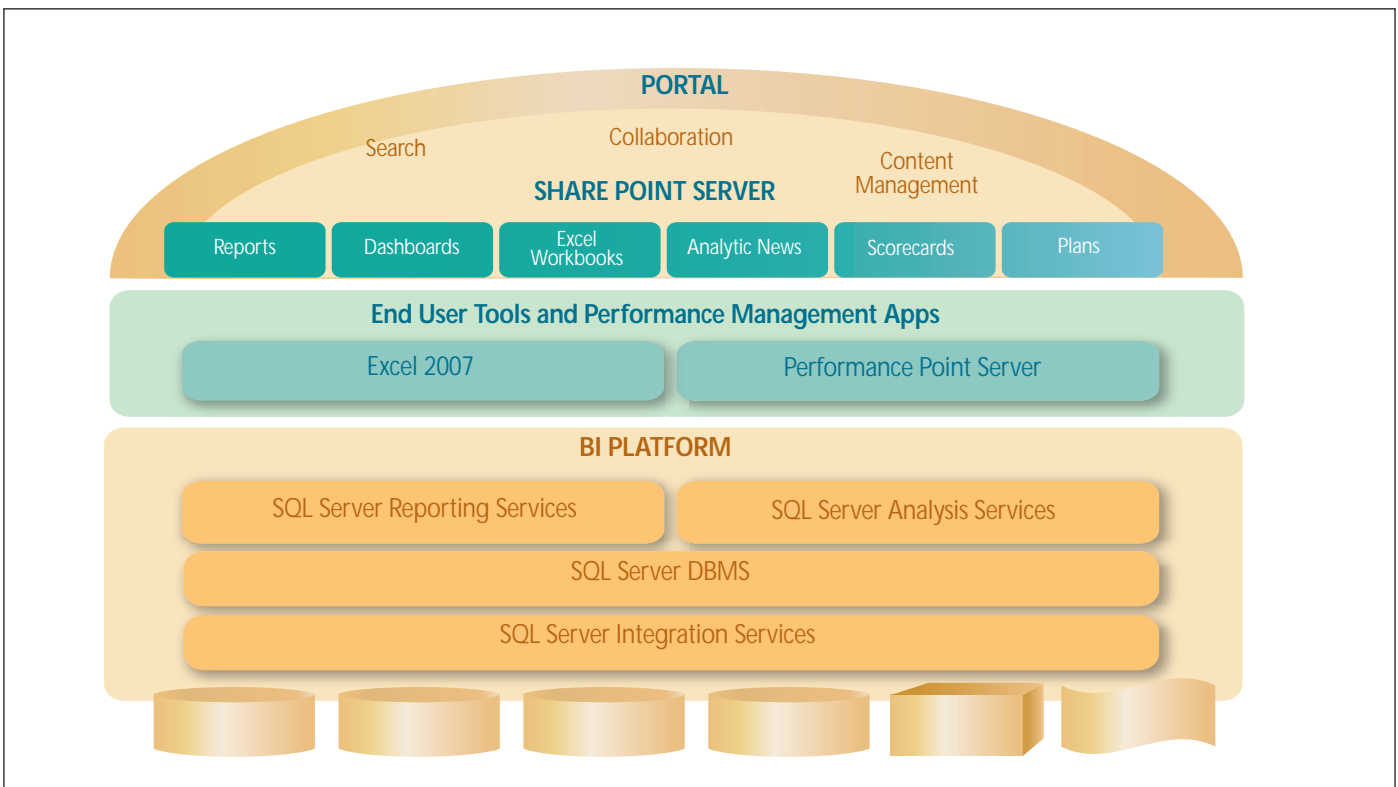 PORTAL
Collaboration
Search
Content
Management
SHARE POINT SERVER
Reports
Dashboards
Excel
Workbooks
Analytic News
Scorecards
Plans
End User Tools and Performance Management Apps
Excel 2007
Performance Point Server
BI PLATFORM
SQL Server Reporting Services
SQL Server Analysis Services
SQL Server DBMS
SQL Server Integration Services